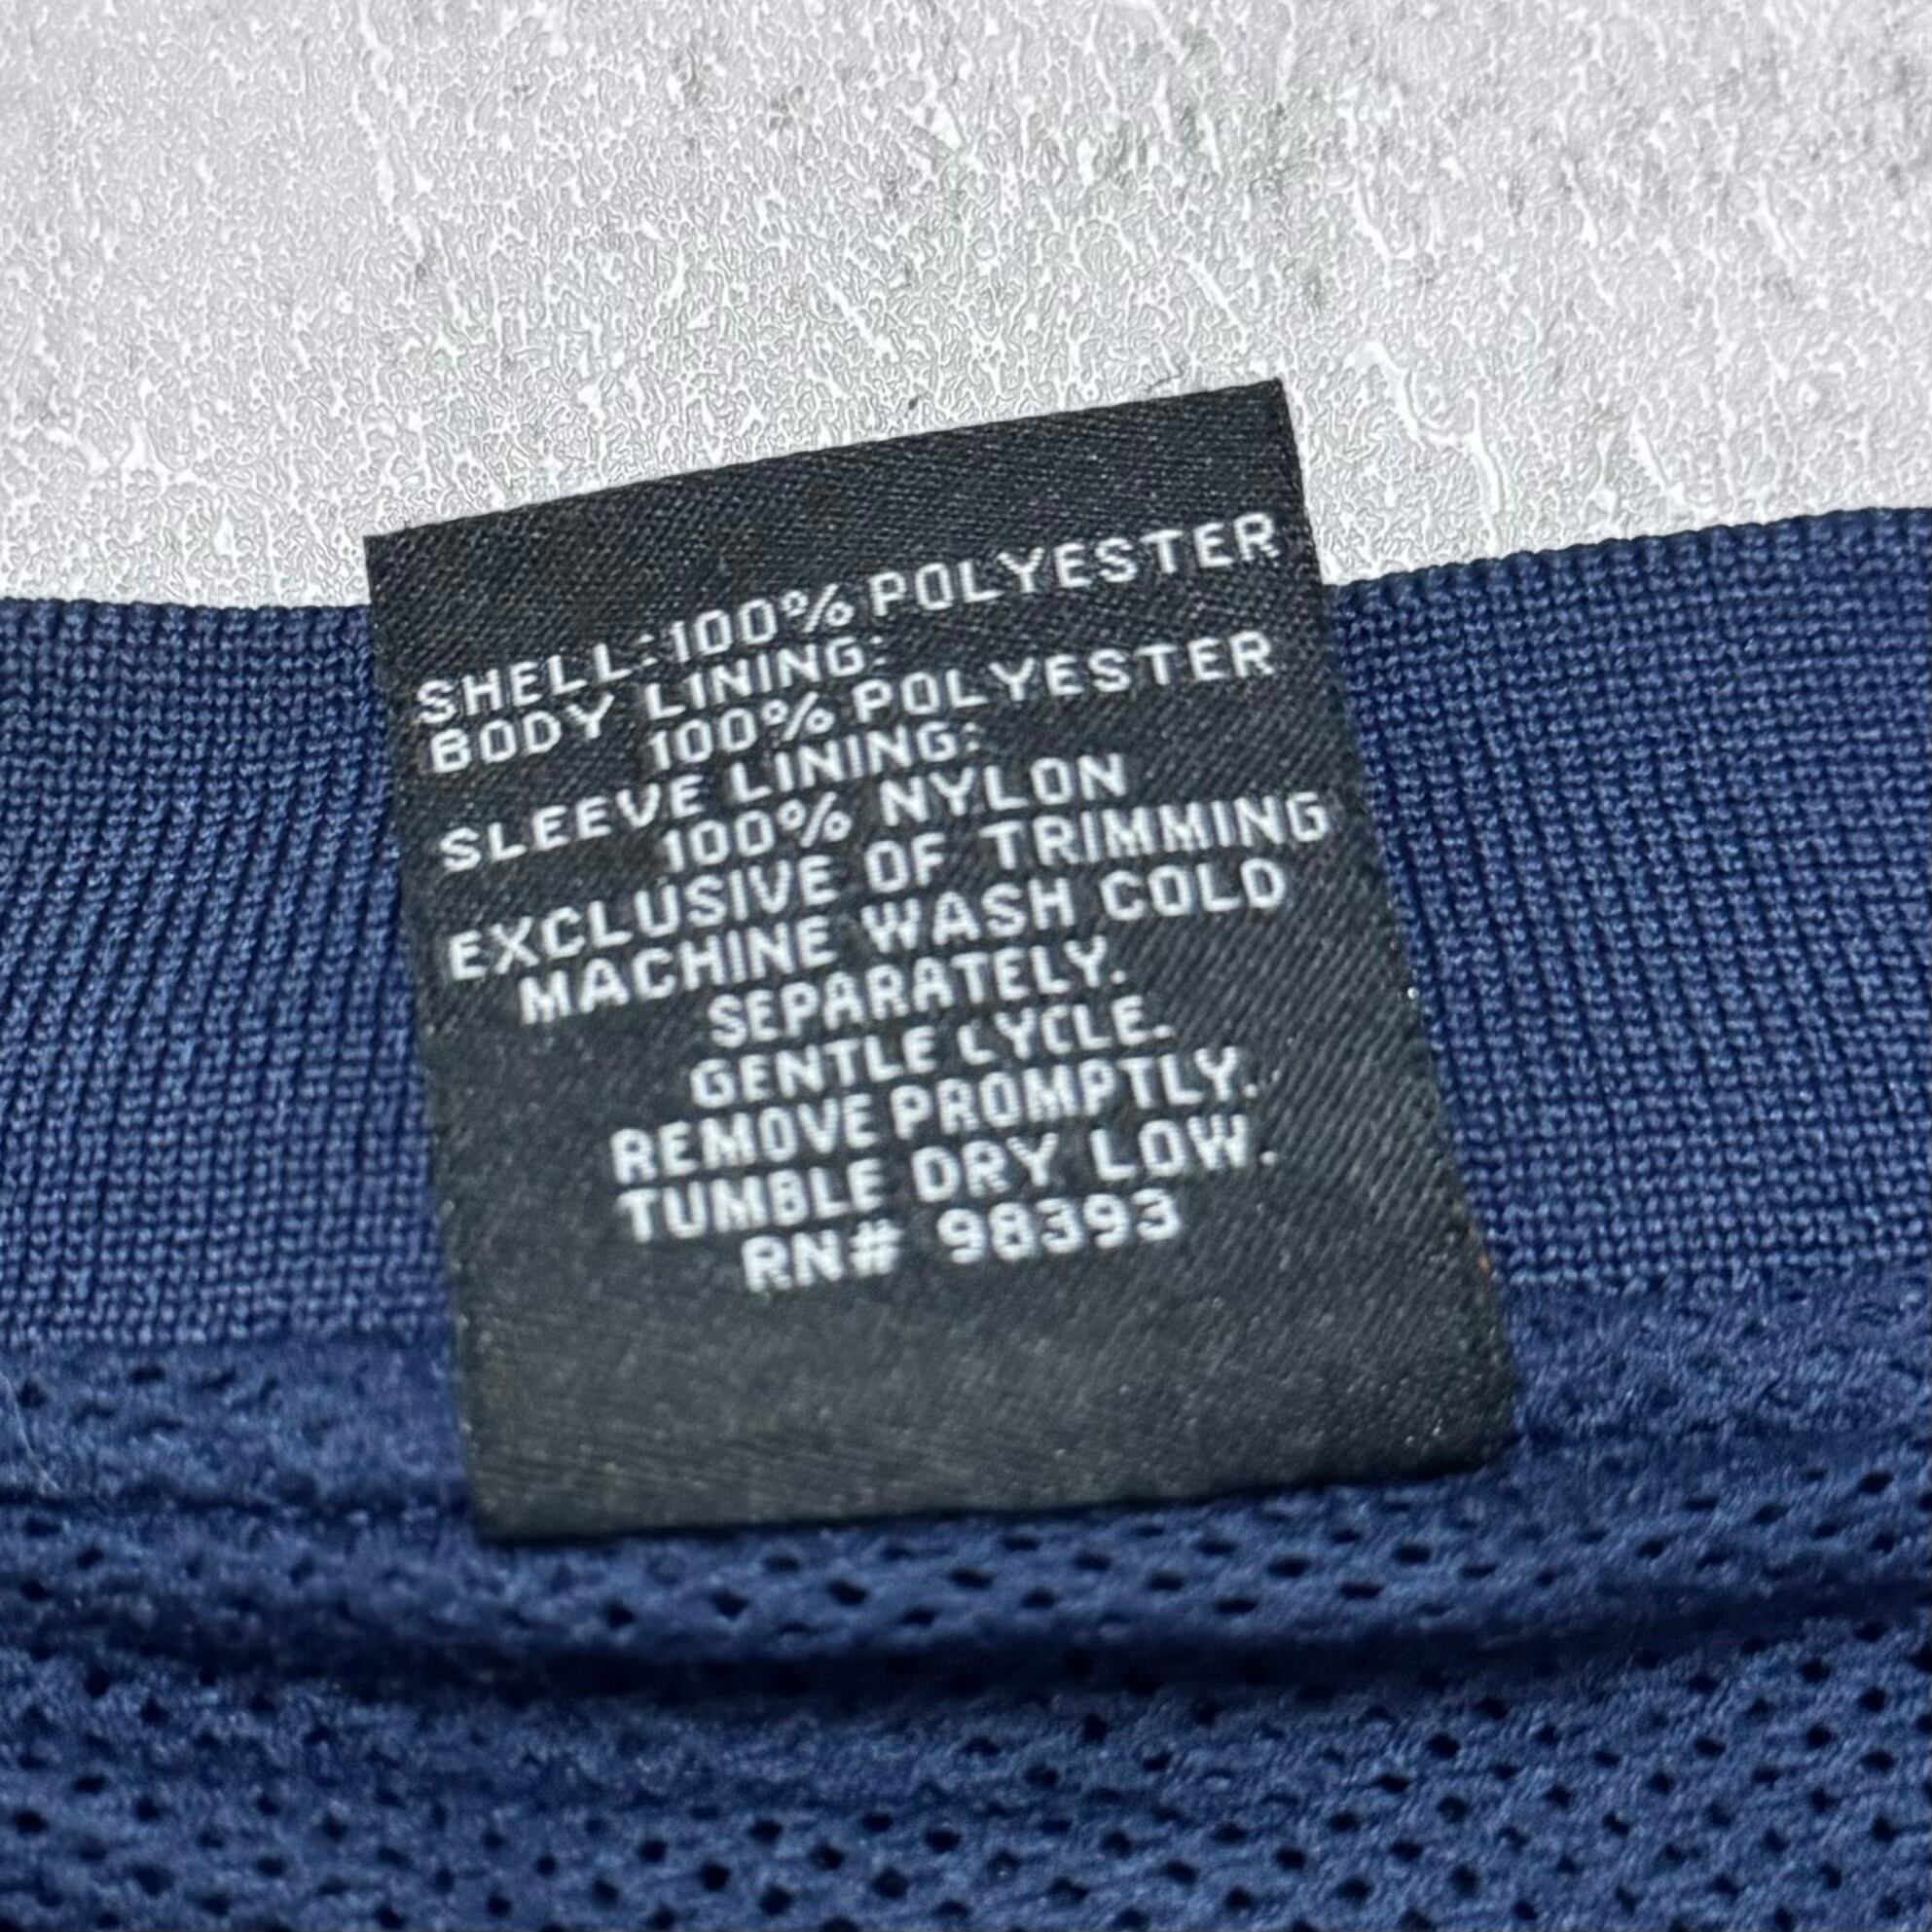 SHELL:100% POLYESTER
BODY LINING:
100% POLYESTER
SLEEVE LINING:
100% NYLON
EXCLUSIVE OF TRIMMING
MACHINE WASH COLD
SEPARATELY.
GENTLE CYCLE.
REMOVE PROMPTLY.
TUMBLE DRY LOW.
RN# 98393